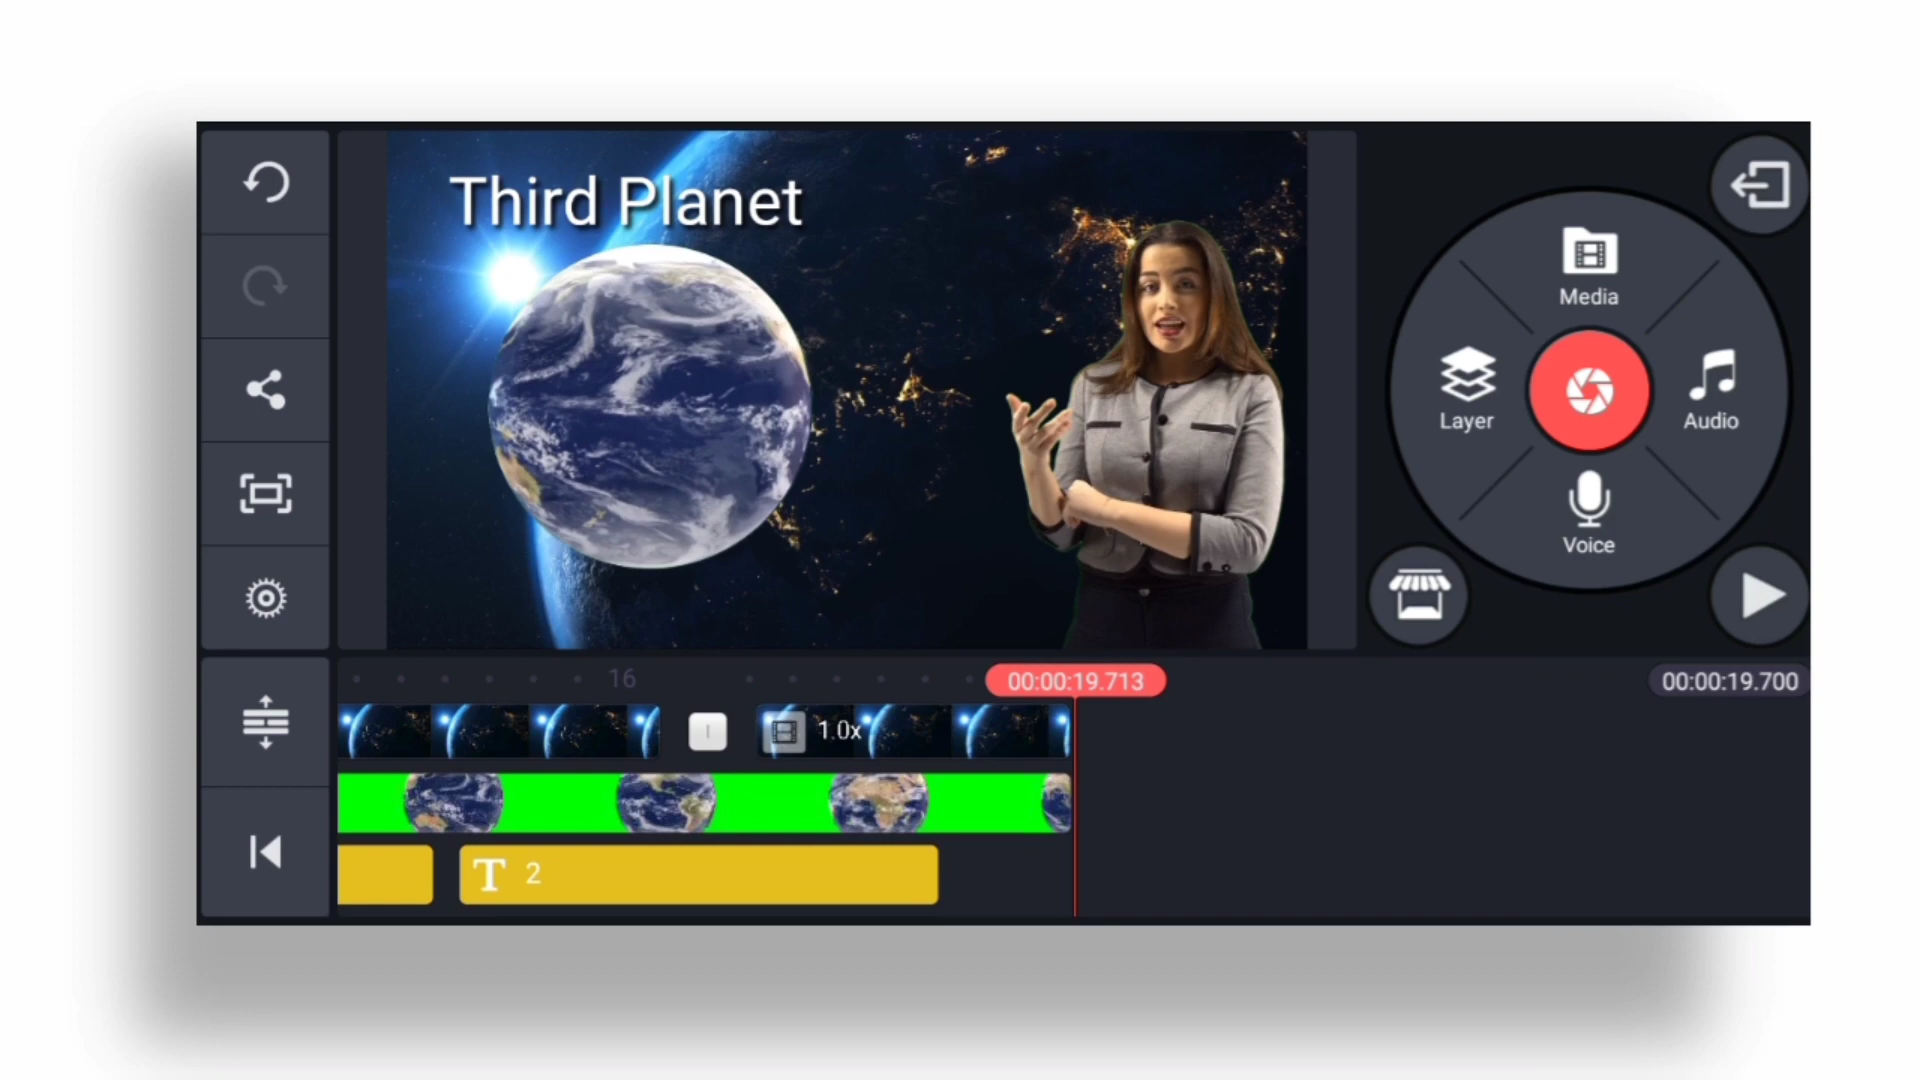 Third Planet
Media
Layer
Audio
Voice
16
00:00:19.713
00:00:19.700
1.0x
T 2